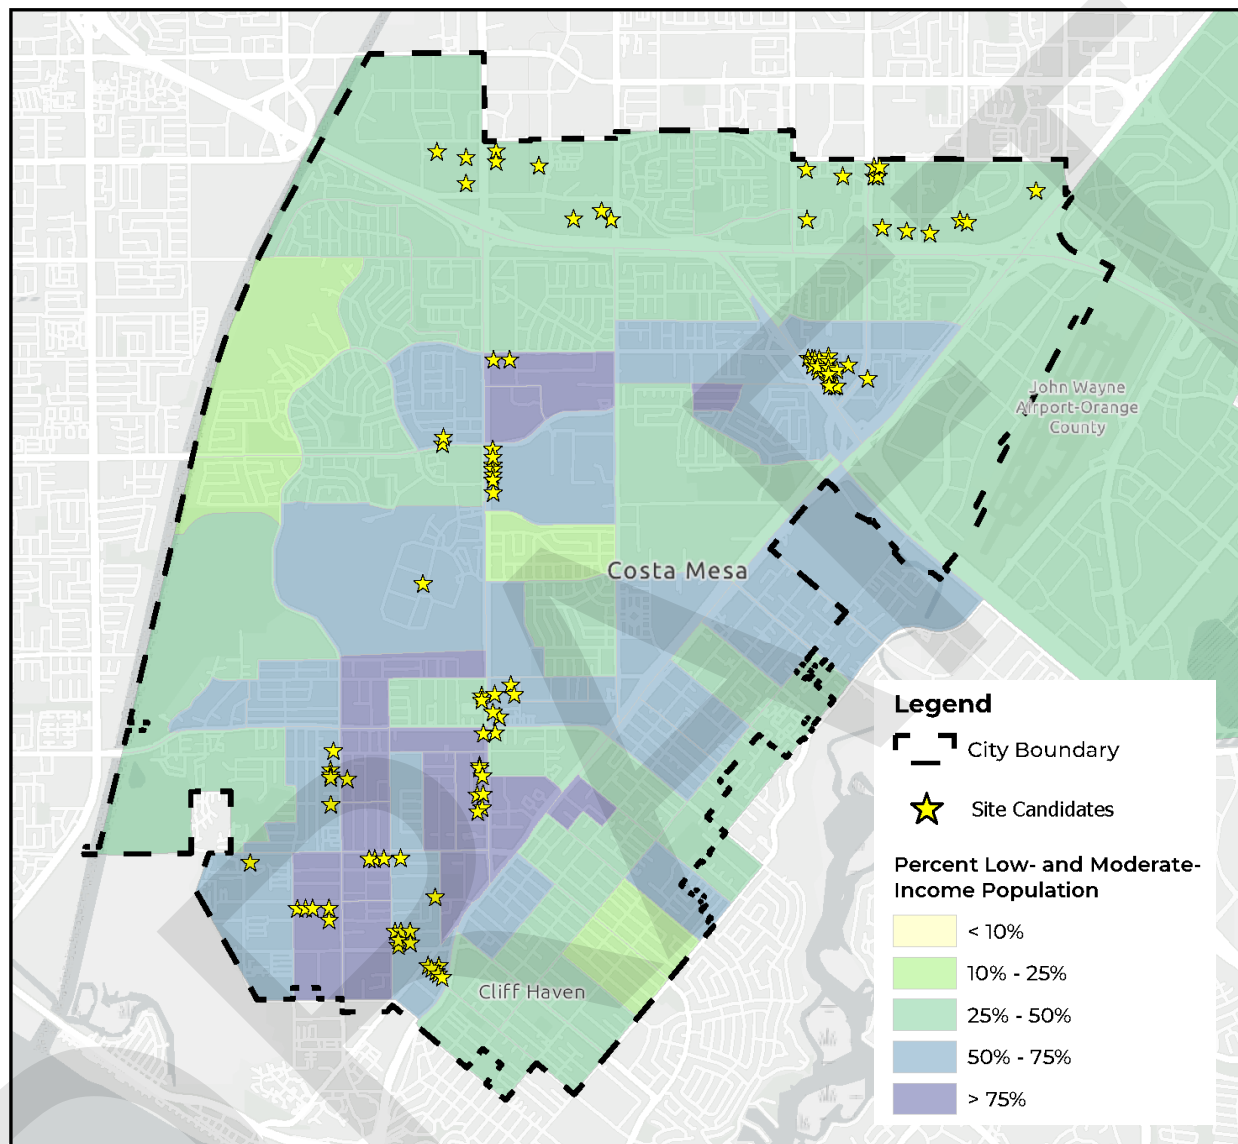 John Wayne
Airport-Orange
County
Costa Mesa
Cliff Haven
Legend
City Boundary
Site Candidates
Percent Low- and Moderate-
Income Population
< 10%
10% - 25%
25% - 50%
50% - 75%
> 75%